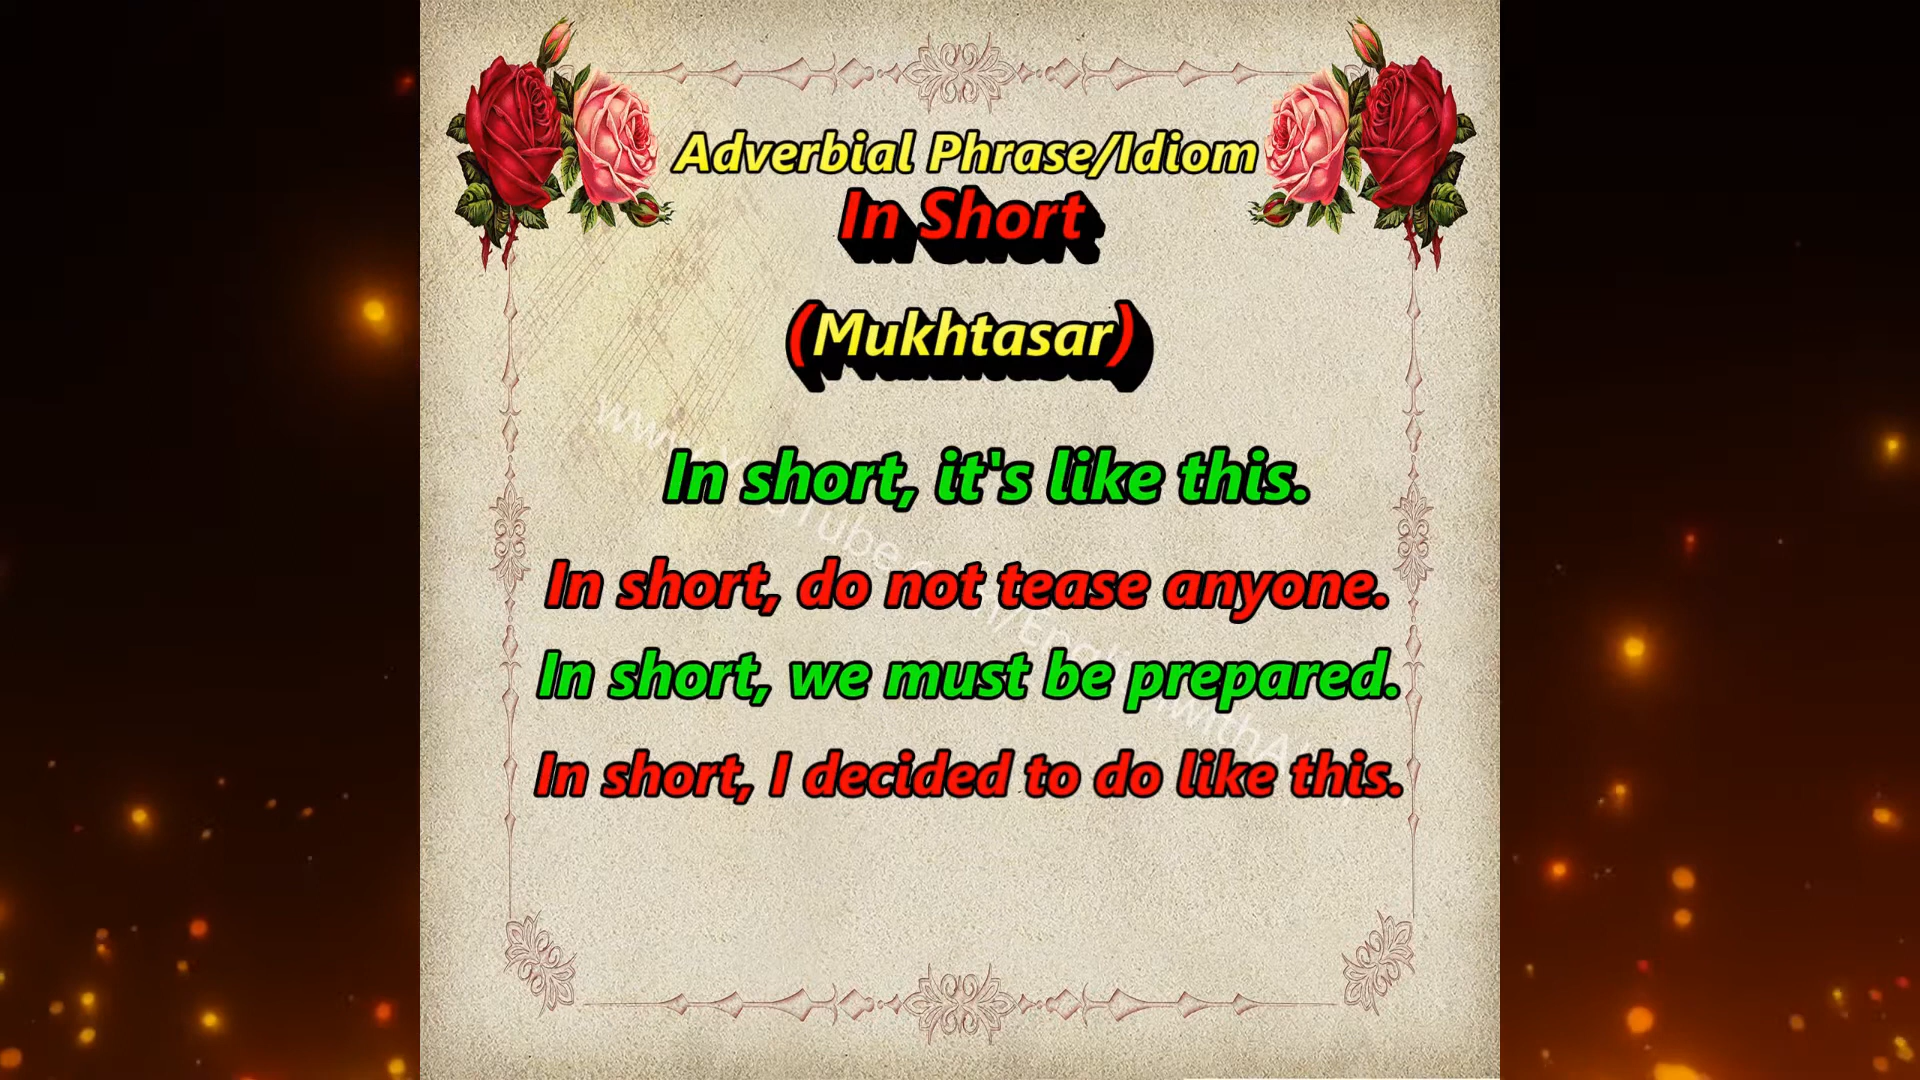 Adverbial Phrase/Idiom
In Short
(Mukhtasar)
In short, it's like this.
In short, do not tease anyone.
In short, we must be prepared.
In short, I decided to do like this.